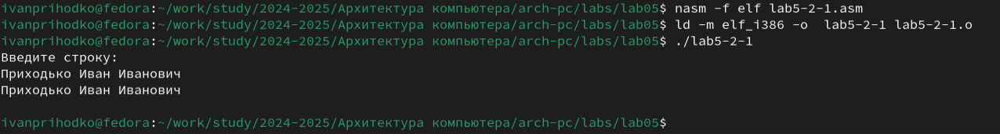 ivanprihodko@fedora:~/work/study/2024-2025/Архитектура компьютера/arch-pc/labs/lab05$ nasm -f elf lab5-2-1.asm
ivanprihodko@fedora:~/work/study/2024-2025/Архитектура компьютера/arch-pc/labs/lab05$ ld -m elf_i386 -o  lab5-2-1 lab5-2-1.o
ivanprihodko@fedora:~/work/study/2024-2025/Архитектура компьютера/arch-pc/labs/lab05$ ./lab5-2-1
Введите строку:
Приходько Иван Иванович
Приходько Иван Иванович
ivanprihodko@fedora:~/work/study/2024-2025/Архитектура компьютера/arch-pc/labs/lab05$